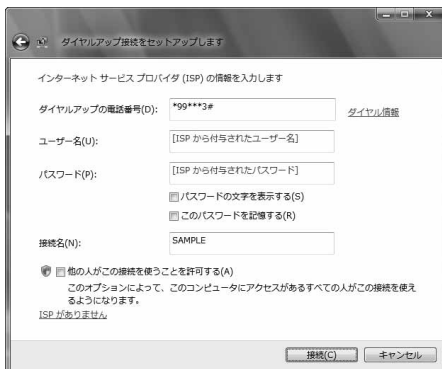 ダイヤルアップ接続をセットアップします
インターネット サービス プロバイダ (ISP) の情報を入力します
ダイヤルアップの電話番号(D):
*99***3#
ダイヤル情報
ユーザー名(U):
[ISP から付与されたユーザー名]
パスワード(P):
[ISP から付与されたパスワード]
パスワードの文字を表示する(S)
このパスワードを記憶する(R)
接続名(N):
SAMPLE
他の人がこの接続を使うことを許可する(A)
このオプションによって、このコンピュータにアクセスがあるすべての人がこの接続を使え
るようになります。
ISP がありません
接続(C)
キャンセル